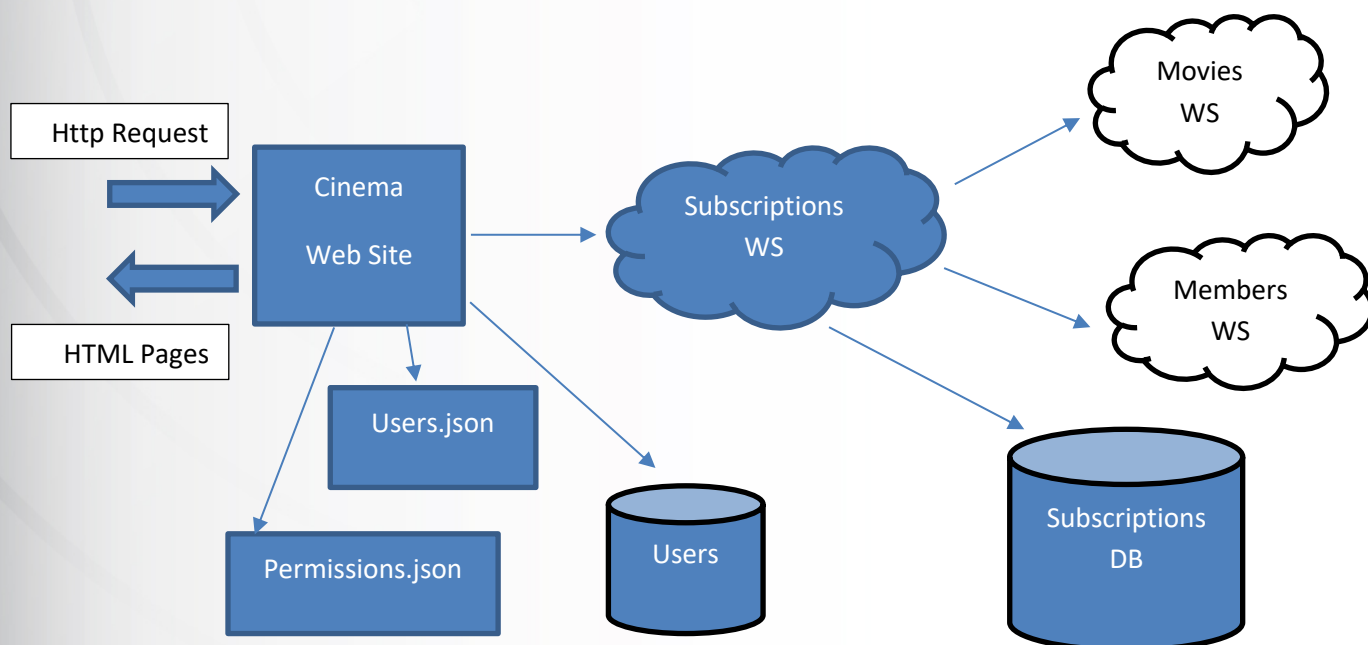 Http Request
HTML Pages
Cinema
Web Site
Users.json
Permissions.json
Subscriptions
WS
Users
Movies
WS
Members
WS
Subscriptions
DB